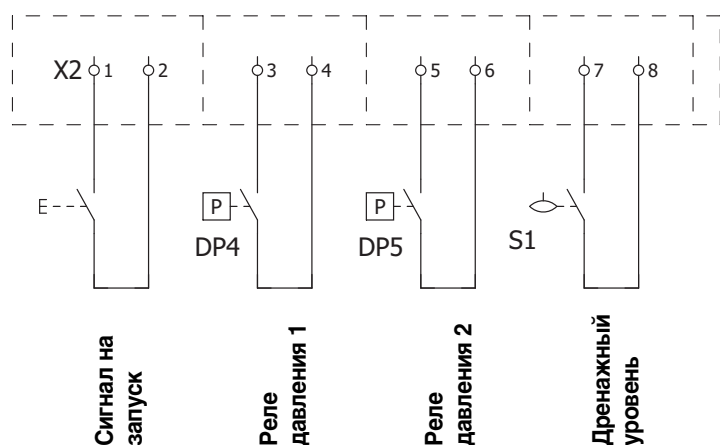 X2 1 2 3 4 5 6 7 8
E P P
DP4 DP5 S1
Сигнал на
запуск
Реле
давления 1
Реле
давления 2
Дренажный
уровень